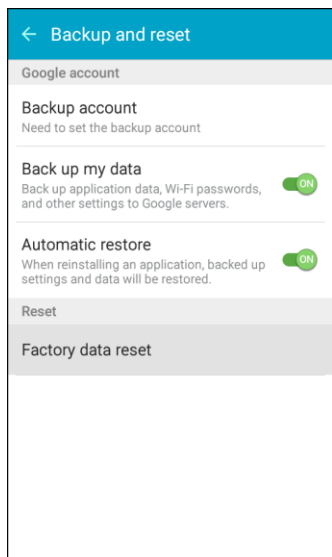 Backup and reset
Google account
Backup account
Need to set the backup account
Back up my data
Back up application data, Wi-Fi passwords,
and other settings to Google servers.
ON
Automatic restore
When reinstalling an application, backed up
settings and data will be restored.
ON
Reset
Factory data reset